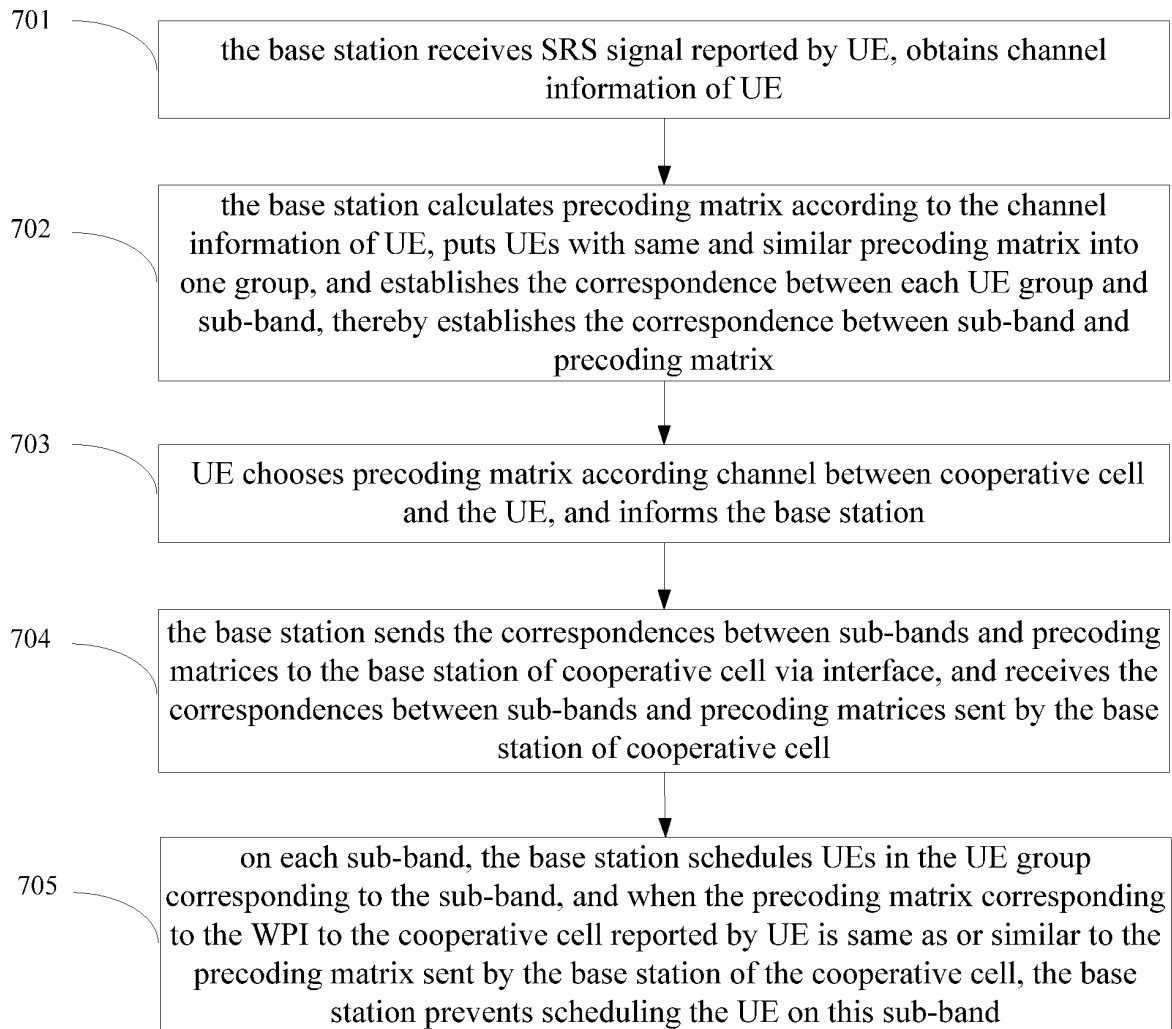 701
the base station receives SRS signal reported by UE, obtains channel
information of UE
702
the base station calculates precoding matrix according to the channel
information of UE, puts UEs with same and similar precoding matrix into
one group, and establishes the correspondence between each UE group and
sub-band, thereby establishes the correspondence between sub-band and
precoding matrix
703
UE chooses precoding matrix according channel between cooperative cell
and the UE, and informs the base station
704
the base station sends the correspondences between sub-bands and precoding
matrices to the base station of cooperative cell via interface, and receives the
correspondences between sub-bands and precoding matrices sent by the base
station of cooperative cell
705
on each sub-band, the base station schedules UEs in the UE group
corresponding to the sub-band, and when the precoding matrix corresponding
to the WPI to the cooperative cell reported by UE is same as or similar to the
precoding matrix sent by the base station of the cooperative cell, the base
station prevents scheduling the UE on this sub-band